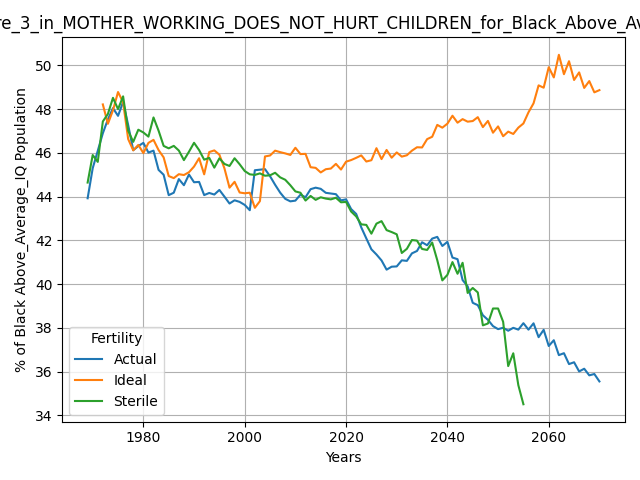 re_3_in_MOTHER_WORKING_DOES_NOT_HURT_CHILDREN_for_Black_Above_Av
% of Black Above_Average_IQ Population
50
48
46
44
42
40
38
36
34
Fertility
Actual
Ideal
Sterile
1980
2000
2020
2040
2060
Years